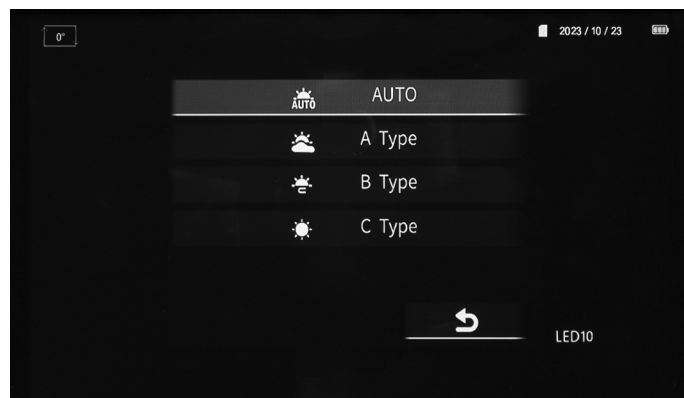 0°
2023 / 10 / 23
AUTO AUTO
A Type
B Type
C Type
LED10